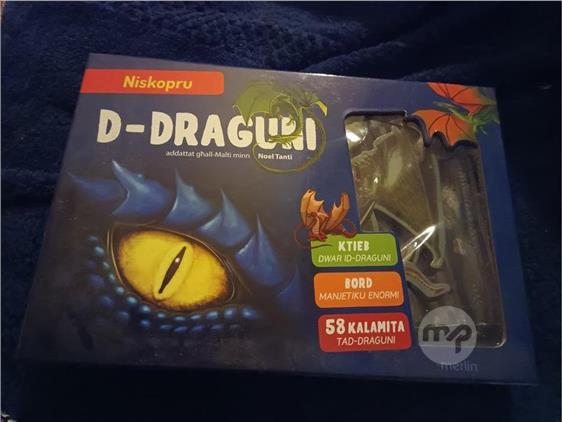 Niskopru
D-DRAGUNI
addattat għall-Malti minn Noel Tanti
KTIEB
DWAR ID-DRAGUNI
BORD
MANJETIKU ENORMI
58 KALAMITA
TAD-DRAGUNI
mp
merlin